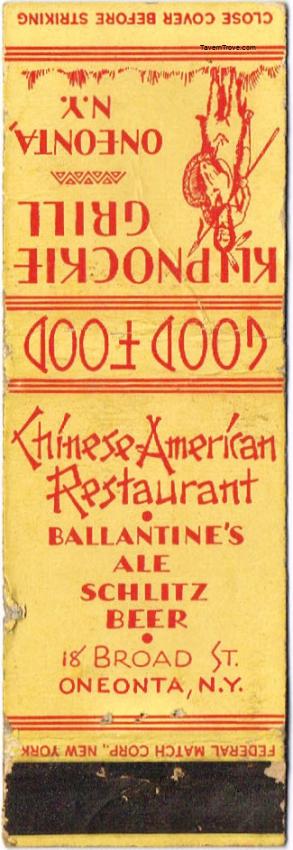 CLOSE COVER BEFORE STRIKING
TavernTrove.com
KLIPNOCKIE
GRILL
ONEONTA,
N.Y.
GOOD FOOD
Chinese-American
Restaurant
BALLANTINE'S
ALE
SCHLITZ
BEER
18 BROAD ST.
ONEONTA, N.Y.
FEDERAL MATCH CORP., NEW YORK